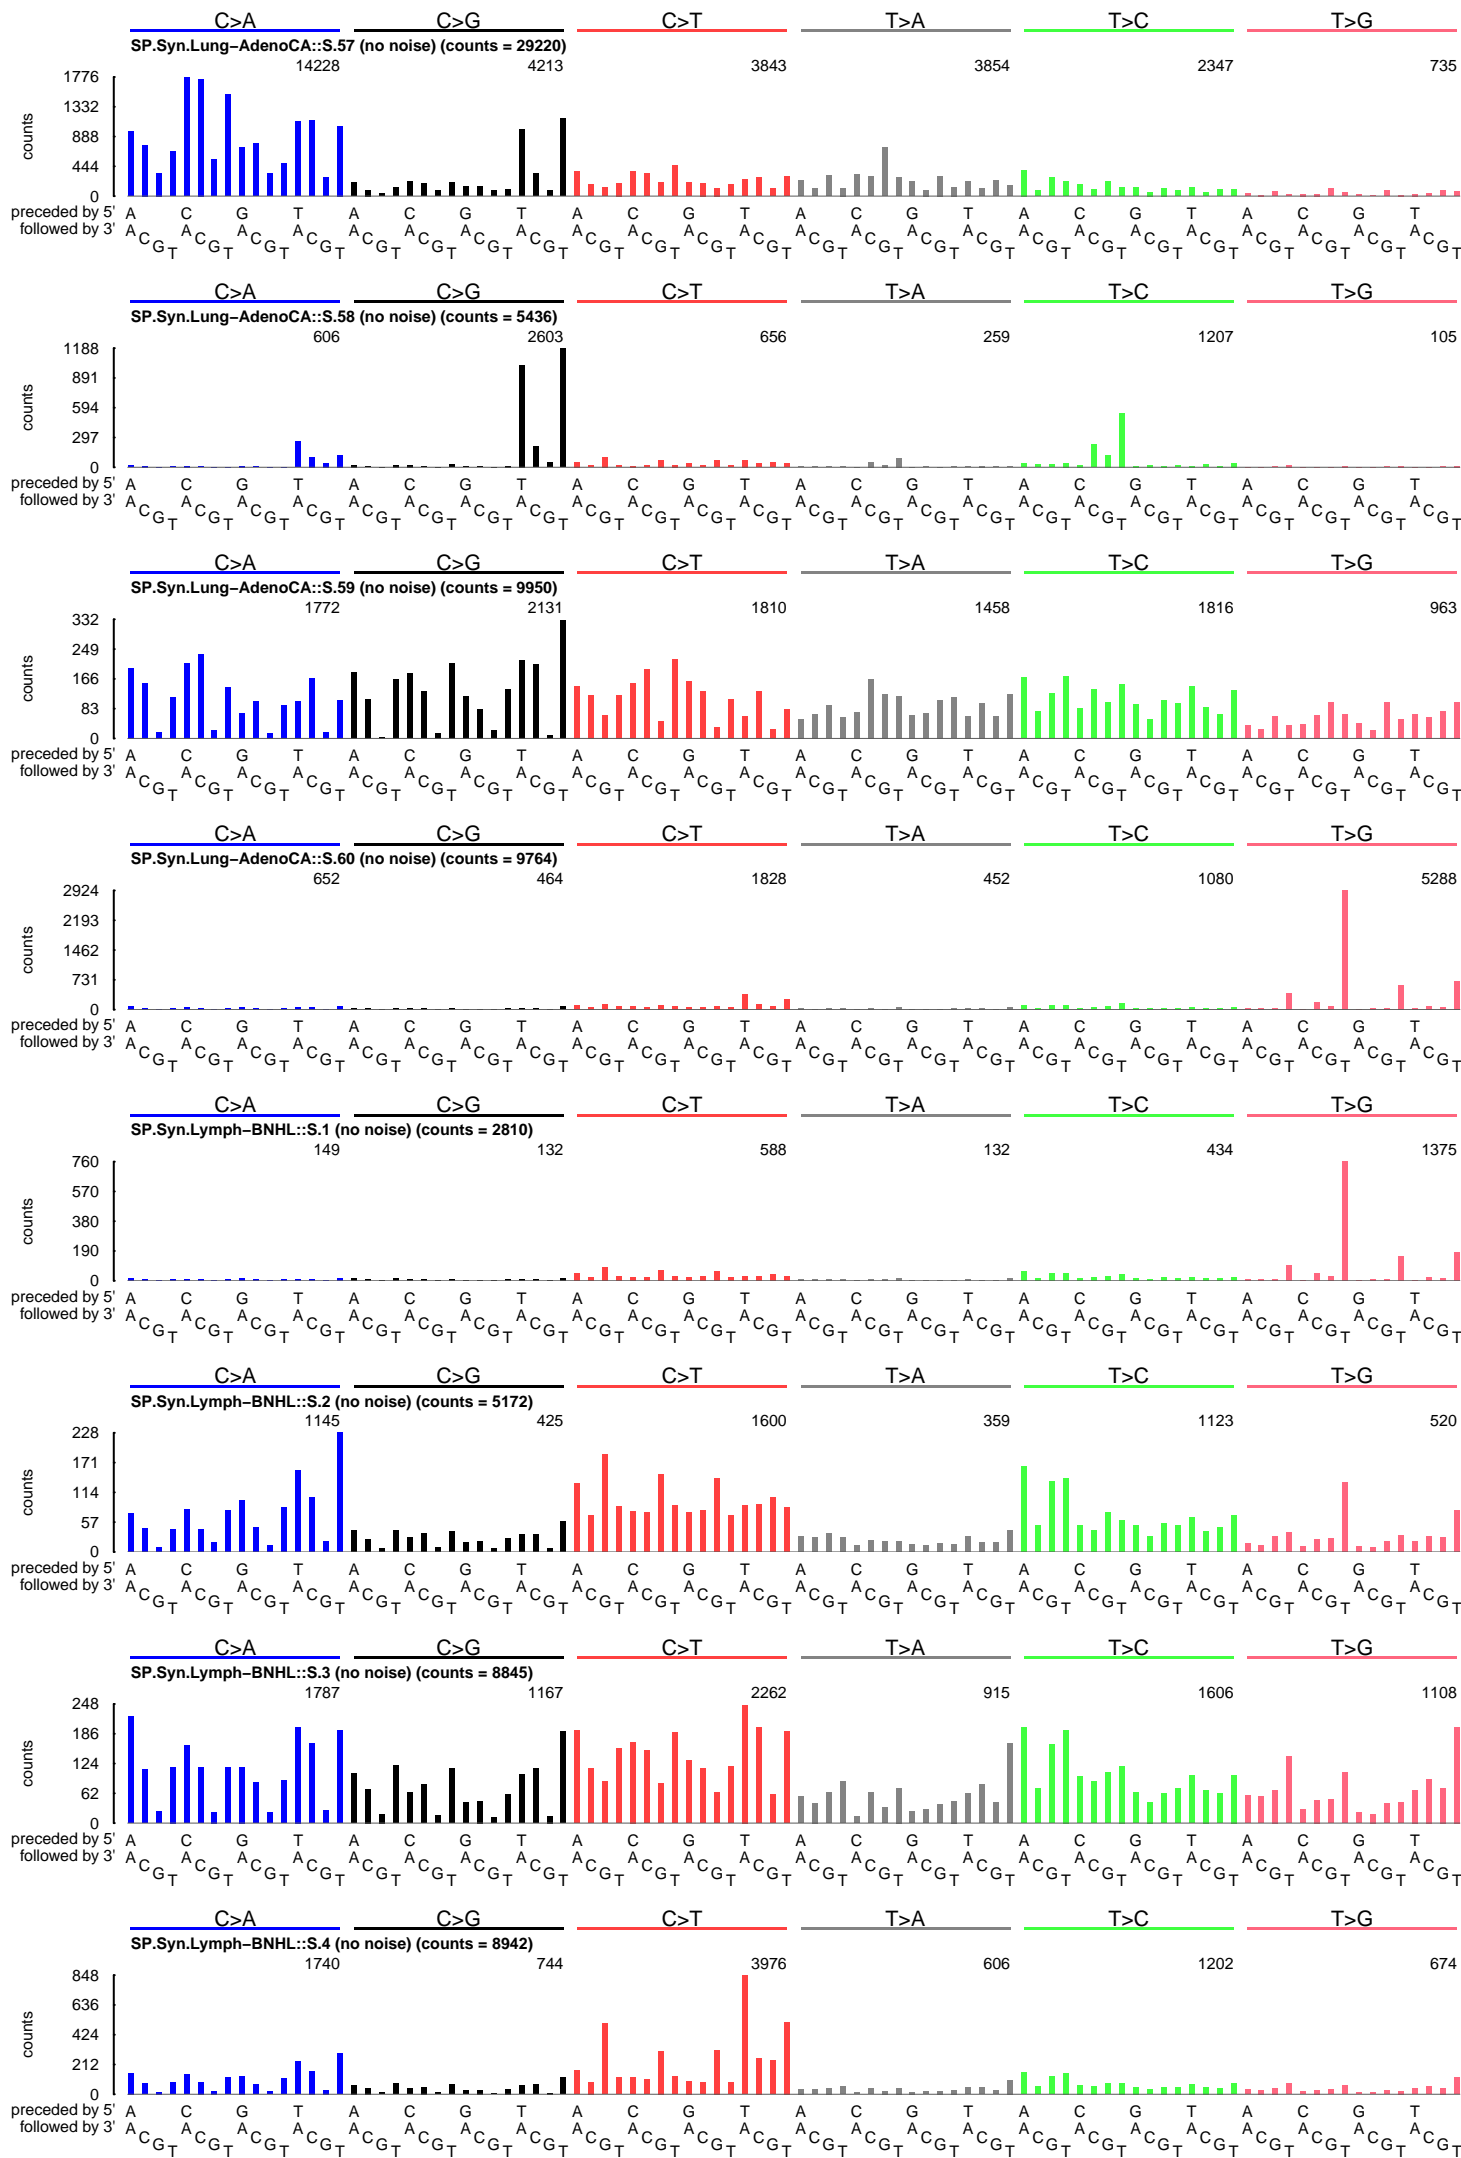 C>A C>G C>T T>A T>C T>G
SP.Syn.Lung−AdenoCA::S.57 (no noise) (counts = 29220)
14228 4213 3843 3854 2347 735
1776
1332
888
444
0
counts
preceded by 5' A C G T A C G T A C G T A C G T A C G T A C G T
followed by 3' A C G T A C G T A C G T A C G T A C G T A C G T A C G T A C G T A C G T A C G T A C G T A C G T A C G T A C G T A C G T A C G T A C G T A C G T A C G T A C G T A C G T A C G T A C G T A C G T
C>A C>G C>T T>A T>C T>G
SP.Syn.Lung−AdenoCA::S.58 (no noise) (counts = 5436)
606 2603 656 259 1207 105
1188
891
594
297
0
counts
preceded by 5' A C G T A C G T A C G T A C G T A C G T A C G T
followed by 3' A C G T A C G T A C G T A C G T A C G T A C G T A C G T A C G T A C G T A C G T A C G T A C G T A C G T A C G T A C G T A C G T A C G T A C G T A C G T A C G T A C G T A C G T A C G T A C G T
C>A C>G C>T T>A T>C T>G
SP.Syn.Lung−AdenoCA::S.59 (no noise) (counts = 9950)
1772 2131 1810 1458 1816 963
332
249
166
83
0
counts
preceded by 5' A C G T A C G T A C G T A C G T A C G T A C G T
followed by 3' A C G T A C G T A C G T A C G T A C G T A C G T A C G T A C G T A C G T A C G T A C G T A C G T A C G T A C G T A C G T A C G T A C G T A C G T A C G T A C G T A C G T A C G T A C G T A C G T
C>A C>G C>T T>A T>C T>G
SP.Syn.Lung−AdenoCA::S.60 (no noise) (counts = 9764)
652 464 1828 452 1080 5288
2924
2193
1462
731
0
counts
preceded by 5' A C G T A C G T A C G T A C G T A C G T A C G T
followed by 3' A C G T A C G T A C G T A C G T A C G T A C G T A C G T A C G T A C G T A C G T A C G T A C G T A C G T A C G T A C G T A C G T A C G T A C G T A C G T A C G T A C G T A C G T A C G T A C G T
C>A C>G C>T T>A T>C T>G
SP.Syn.Lymph−BNHL::S.1 (no noise) (counts = 2810)
149 132 588 132 434 1375
760
570
380
190
0
counts
preceded by 5' A C G T A C G T A C G T A C G T A C G T A C G T
followed by 3' A C G T A C G T A C G T A C G T A C G T A C G T A C G T A C G T A C G T A C G T A C G T A C G T A C G T A C G T A C G T A C G T A C G T A C G T A C G T A C G T A C G T A C G T A C G T A C G T
C>A C>G C>T T>A T>C T>G
SP.Syn.Lymph−BNHL::S.2 (no noise) (counts = 5172)
1145 425 1600 359 1123 520
228
171
114
57
0
counts
preceded by 5' A C G T A C G T A C G T A C G T A C G T A C G T
followed by 3' A C G T A C G T A C G T A C G T A C G T A C G T A C G T A C G T A C G T A C G T A C G T A C G T A C G T A C G T A C G T A C G T A C G T A C G T A C G T A C G T A C G T A C G T A C G T A C G T
C>A C>G C>T T>A T>C T>G
SP.Syn.Lymph−BNHL::S.3 (no noise) (counts = 8845)
1787 1167 2262 915 1606 1108
248
186
124
62
0
counts
preceded by 5' A C G T A C G T A C G T A C G T A C G T A C G T
followed by 3' A C G T A C G T A C G T A C G T A C G T A C G T A C G T A C G T A C G T A C G T A C G T A C G T A C G T A C G T A C G T A C G T A C G T A C G T A C G T A C G T A C G T A C G T A C G T A C G T
C>A C>G C>T T>A T>C T>G
SP.Syn.Lymph−BNHL::S.4 (no noise) (counts = 8942)
1740 744 3976 606 1202 674
848
636
424
212
0
counts
preceded by 5' A C G T A C G T A C G T A C G T A C G T A C G T
followed by 3' A C G T A C G T A C G T A C G T A C G T A C G T A C G T A C G T A C G T A C G T A C G T A C G T A C G T A C G T A C G T A C G T A C G T A C G T A C G T A C G T A C G T A C G T A C G T A C G T